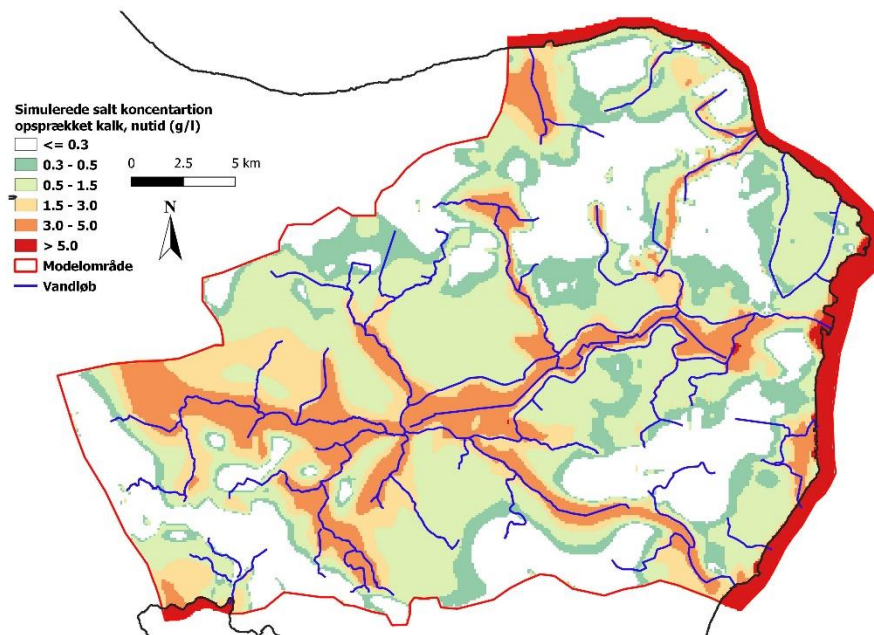 Simulerede salt koncentartion
opsprækket kalk, nutid (g/l)
<= 0.3
0.3 - 0.5
0.5 - 1.5
1.5 - 3.0
3.0 - 5.0
> 5.0
Modelområde
Vandløb
0 2.5 5 km
N